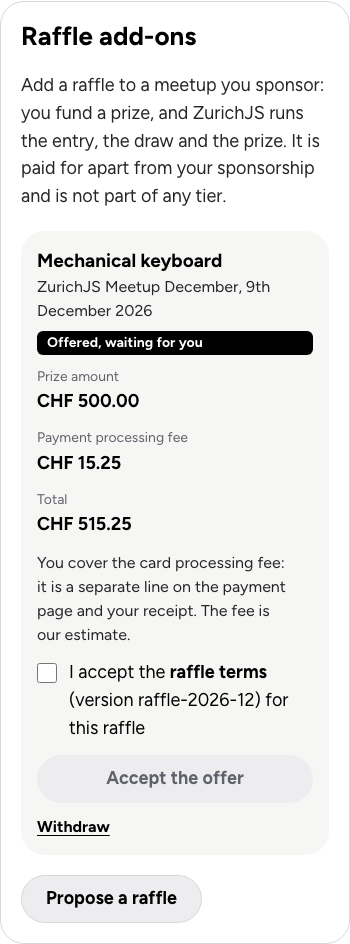 Raffle add-ons
Add a raffle to a meetup you sponsor:
you fund a prize, and ZurichJS runs
the entry, the draw and the prize. It is
paid for apart from your sponsorship
and is not part of any tier.
Mechanical keyboard
ZurichJS Meetup December, 9th
December 2026
Offered, waiting for you
Prize amount
CHF 500.00
Payment processing fee
CHF 15.25
Total
CHF 515.25
You cover the card processing fee:
it is a separate line on the payment
page and your receipt. The fee is
our estimate.
I accept the raffle terms
(version raffle-2026-12) for
this raffle
Accept the offer
Withdraw
Propose a raffle